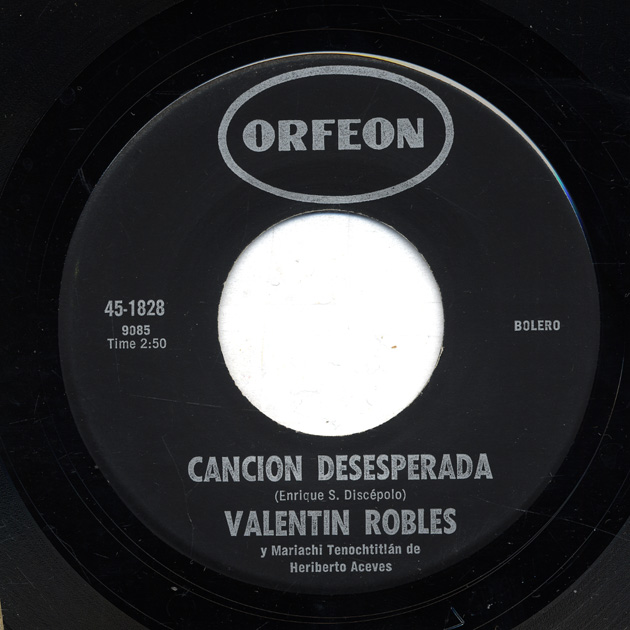 ORFEON
45-1828
9085
Time 2:50
BOLERO
CANCION DESESPERADA
(Enrique S. Discépolo)
VALENTIN ROBLES
y Mariachi Tenochtitlán de
Heriberto Aceves